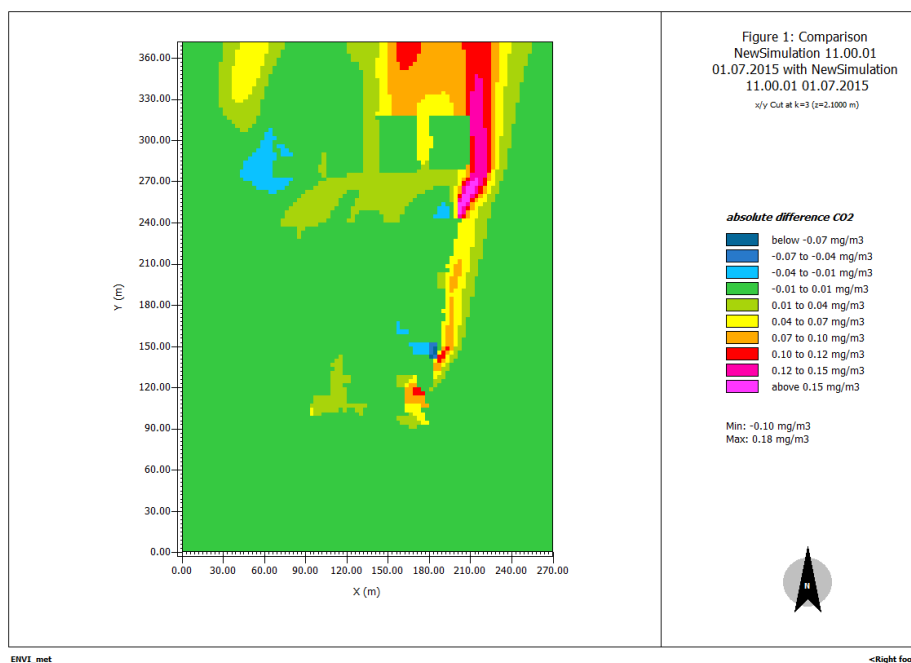 Figure 1: Comparison
NewSimulation 11.00.01
01.07.2015 with NewSimulation
11.00.01 01.07.2015
x/y Cut at k=3 (z=2.1000 m)
absolute difference CO2
below -0.07 mg/m3
-0.07 to -0.04 mg/m3
-0.04 to -0.01 mg/m3
-0.01 to 0.01 mg/m3
0.01 to 0.04 mg/m3
0.04 to 0.07 mg/m3
0.07 to 0.10 mg/m3
0.10 to 0.12 mg/m3
0.12 to 0.15 mg/m3
above 0.15 mg/m3
Min: -0.10 mg/m3
Max: 0.18 mg/m3
N
360.00
330.00
300.00
270.00
240.00
210.00
180.00
150.00
120.00
90.00
60.00
30.00
0.00
Y (m)
0.00 30.00 60.00 90.00 120.00 150.00 180.00 210.00 240.00 270.00
X (m)
ENVI_met
<Right foo